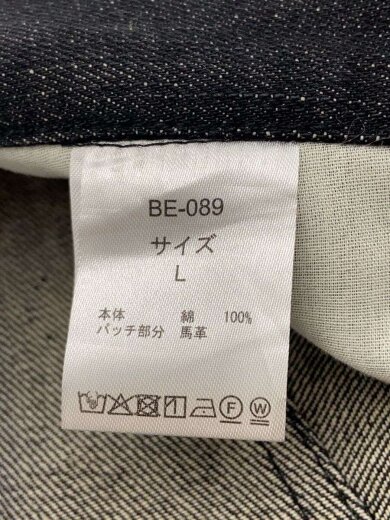 BE-089
サイズ
L
本体 綿 100%
パッチ部分 馬革
F W